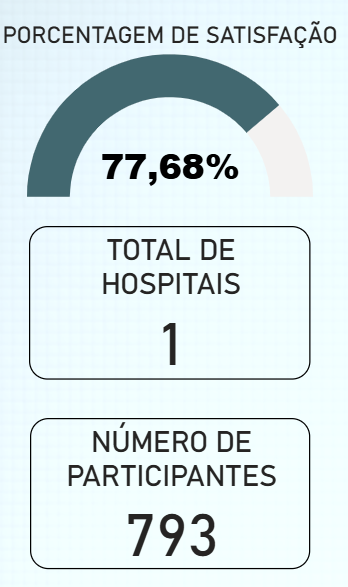 PORCENTAGEM DE SATISFAÇÃO
77,68%
TOTAL DE
HOSPITAIS
1
NÚMERO DE
PARTICIPANTES
793